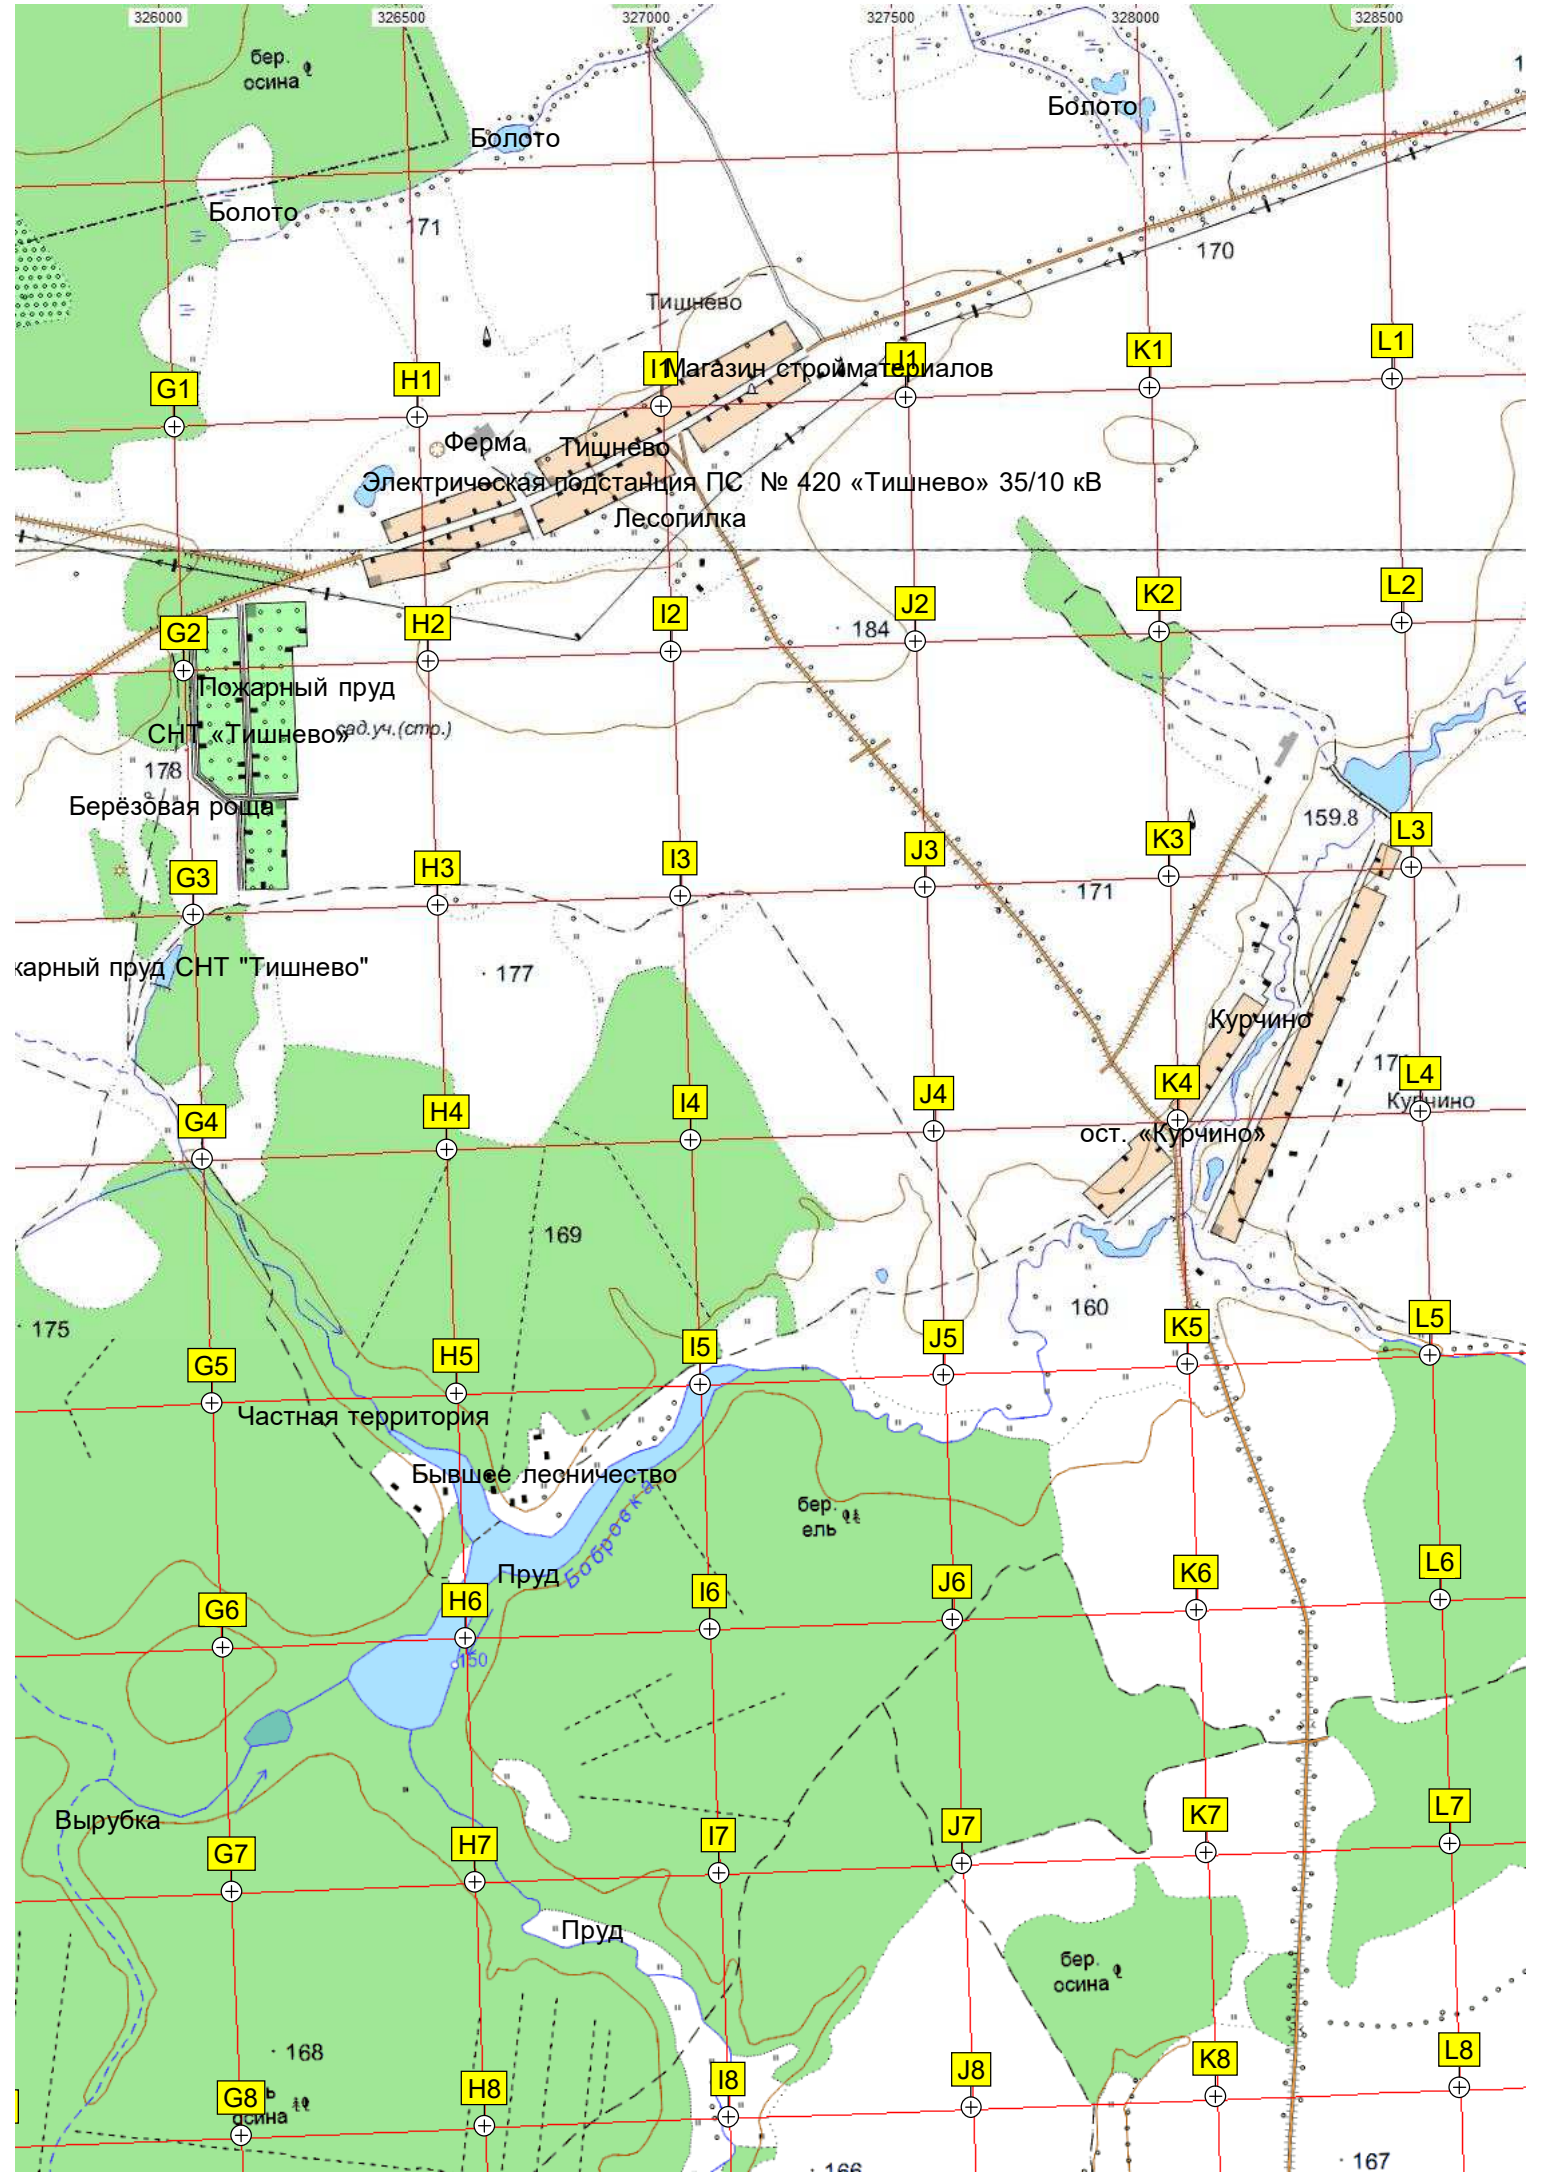 326000 326500 327000 327500 328000 328500
бер.
осина
Болото
Болото
1
Болото
171
170
Тишнево
G1 H1 I1 J1 K1 L1
Магазин стройматериалов
Ферма
Тишнево
Электрическая подстанция ПС № 420 «Тишнево» 35/10 кВ
Лесопилка
G2 H2 I2 J2 K2 L2
184
Пожарный пруд
СНТ «Тишнево»
сад.уч.(стр.)
178
Берёзовая роща
159.8
G3 H3 I3 J3 K3 L3
171
карный пруд СНТ "Тишнево"
177
Курчино
G4 H4 I4 J4 K4 L4
Курчино
ост. «Курчино»
169
160
175
G5 H5 I5 J5 K5 L5
Частная территория
Бывшее лесничество
Бобровка
бер.
ель
Пруд
G6 H6 I6 J6 K6 L6
150
Вырубка
G7 H7 I7 J7 K7 L7
Пруд
бер.
осина
168
G8 H8 I8 J8 K8 L8
осина
166
167